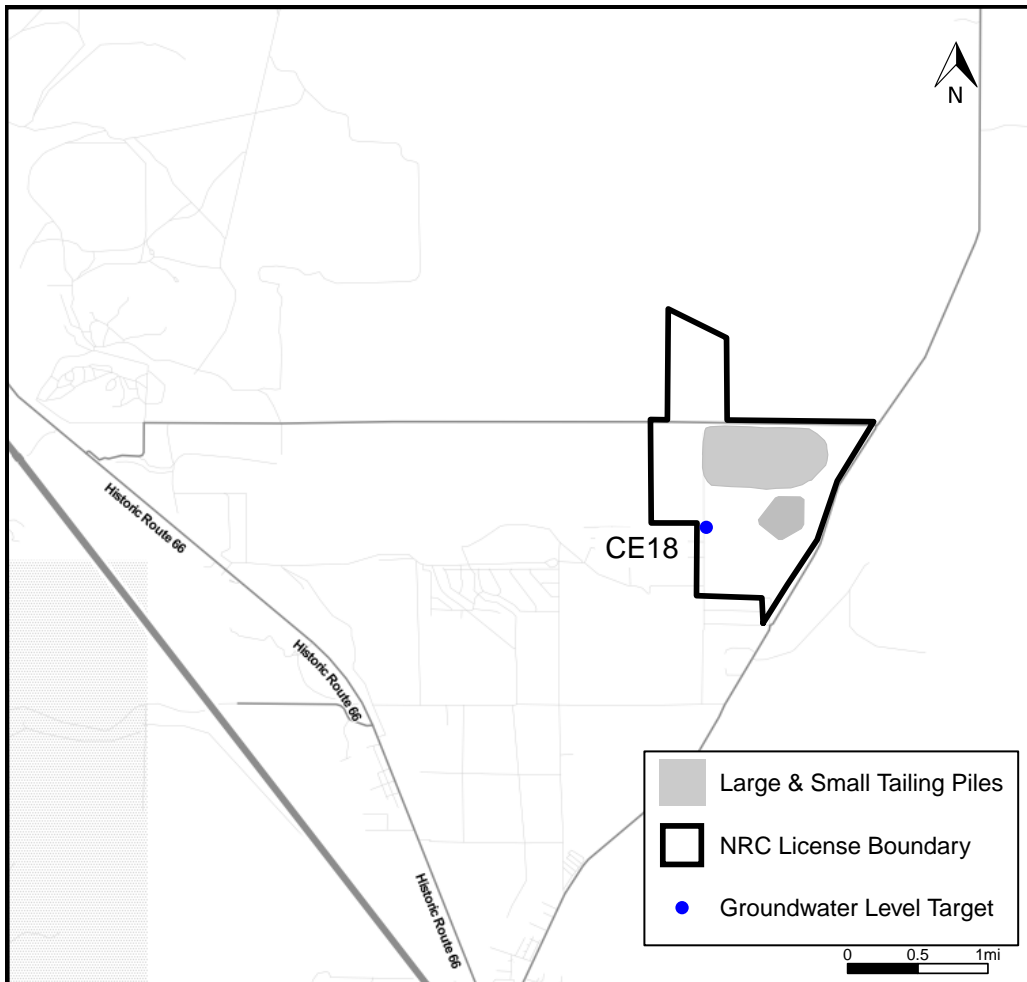 N
Historic Route 66
CE18
Historic Route 66
Historic Route 66
Large & Small Tailing Piles
NRC License Boundary
Groundwater Level Target
0 0.5 1mi